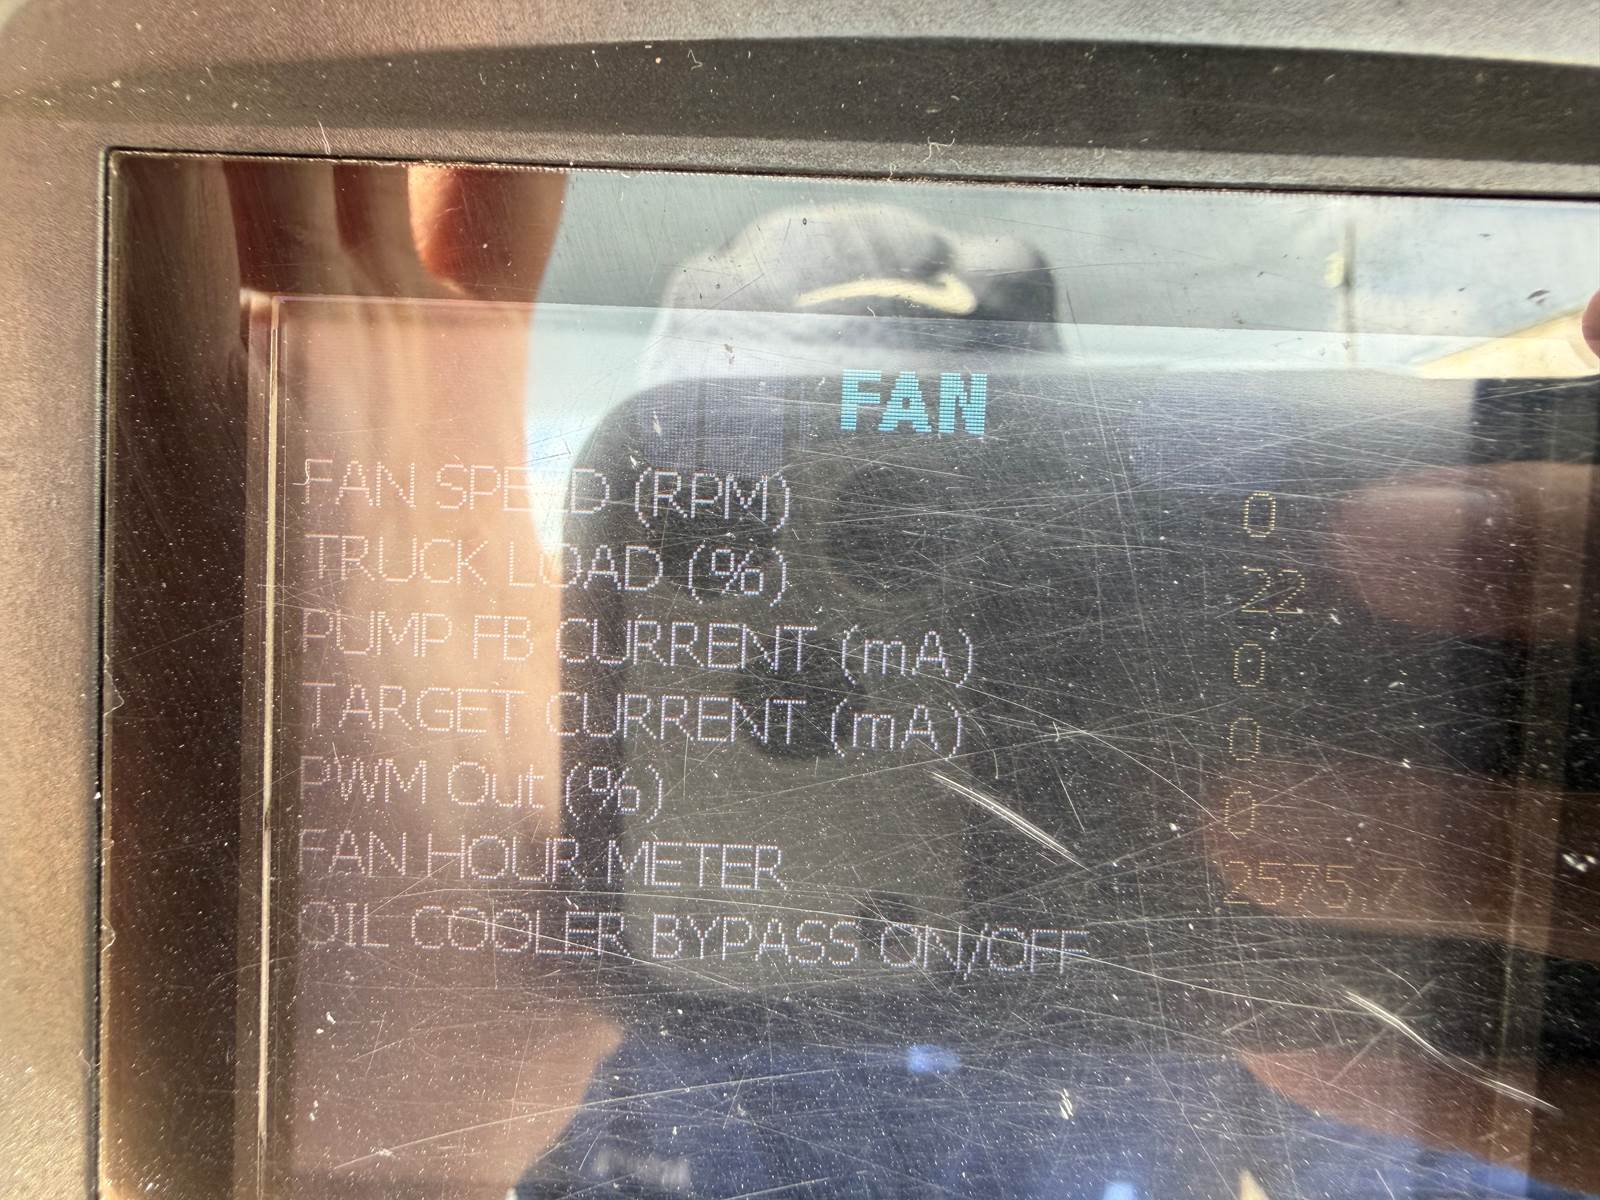 FAN
FAN SPEED (RPM) 0
TRUCK LOAD (%) 22
PUMP FB CURRENT (mA) 0
TARGET CURRENT (mA) 0
PWM Out (%) 0
FAN HOUR METER 2575.7
OIL COOLER BYPASS ON/OFF